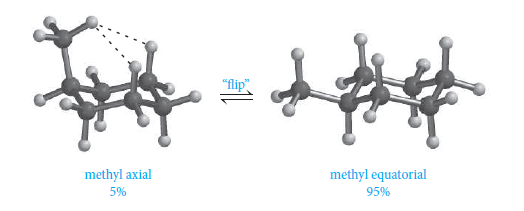 “flip”
methyl axial
5%
methyl equatorial
95%